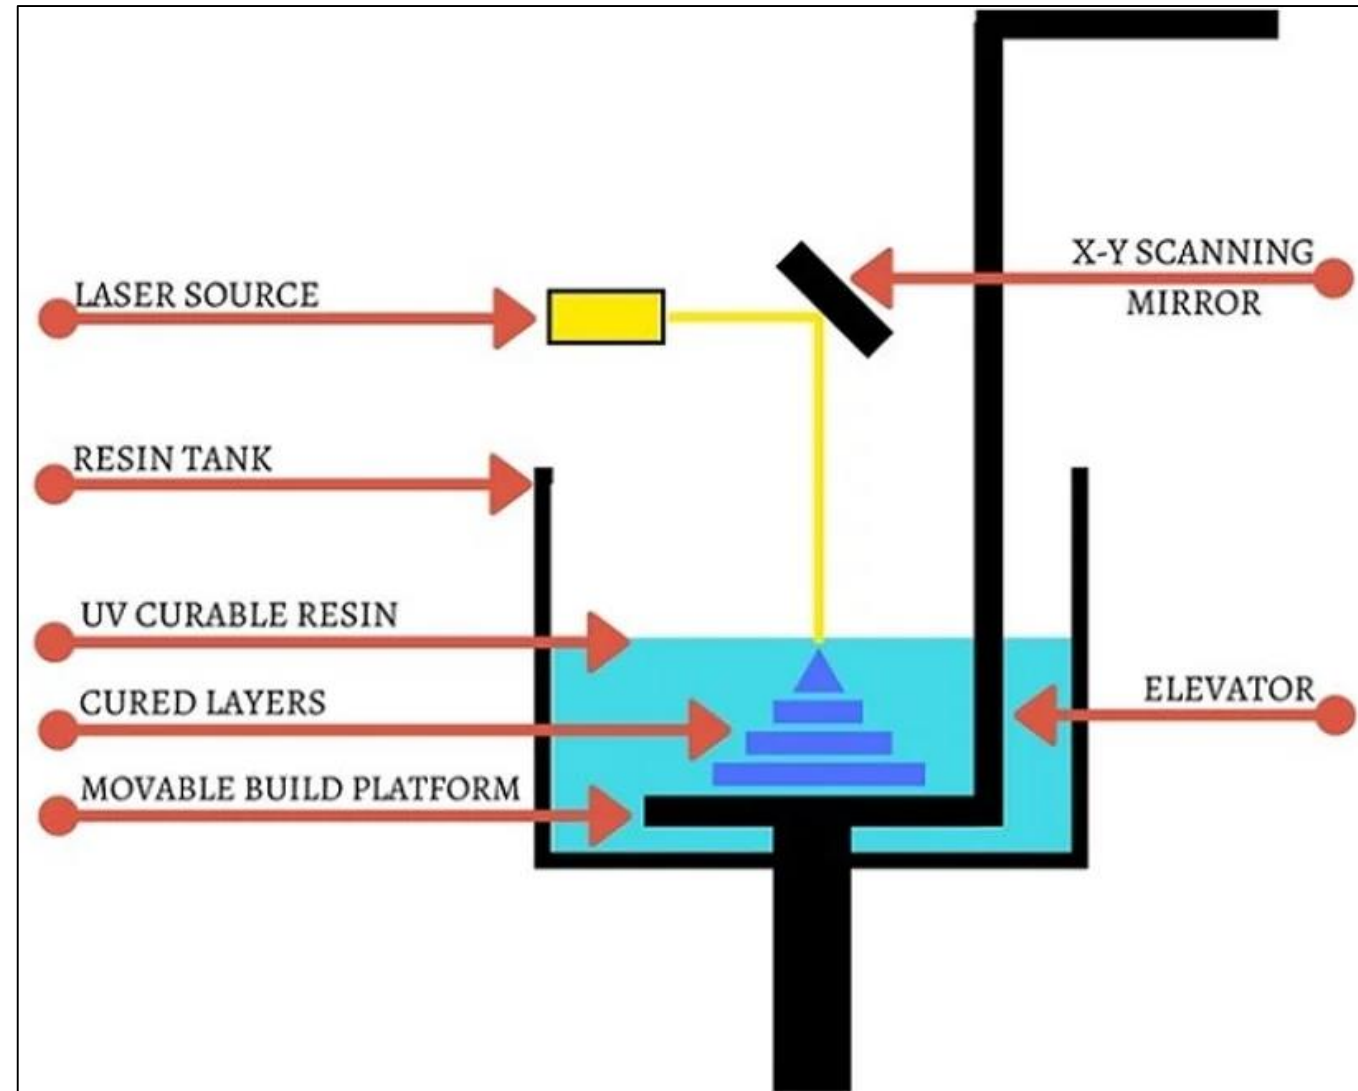 X-Y SCANNING
MIRROR
LASER SOURCE
RESIN TANK
UV CURABLE RESIN
CURED LAYERS
ELEVATOR
MOVABLE BUILD PLATFORM